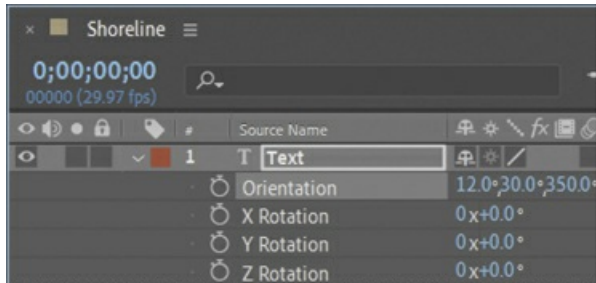 × Shoreline ≡
0;00;00;00
00000 (29.97 fps)
# Source Name fx
1 T Text
Orientation 12.0°,30.0°,350.0°
X Rotation 0x+0.0°
Y Rotation 0x+0.0°
Z Rotation 0x+0.0°